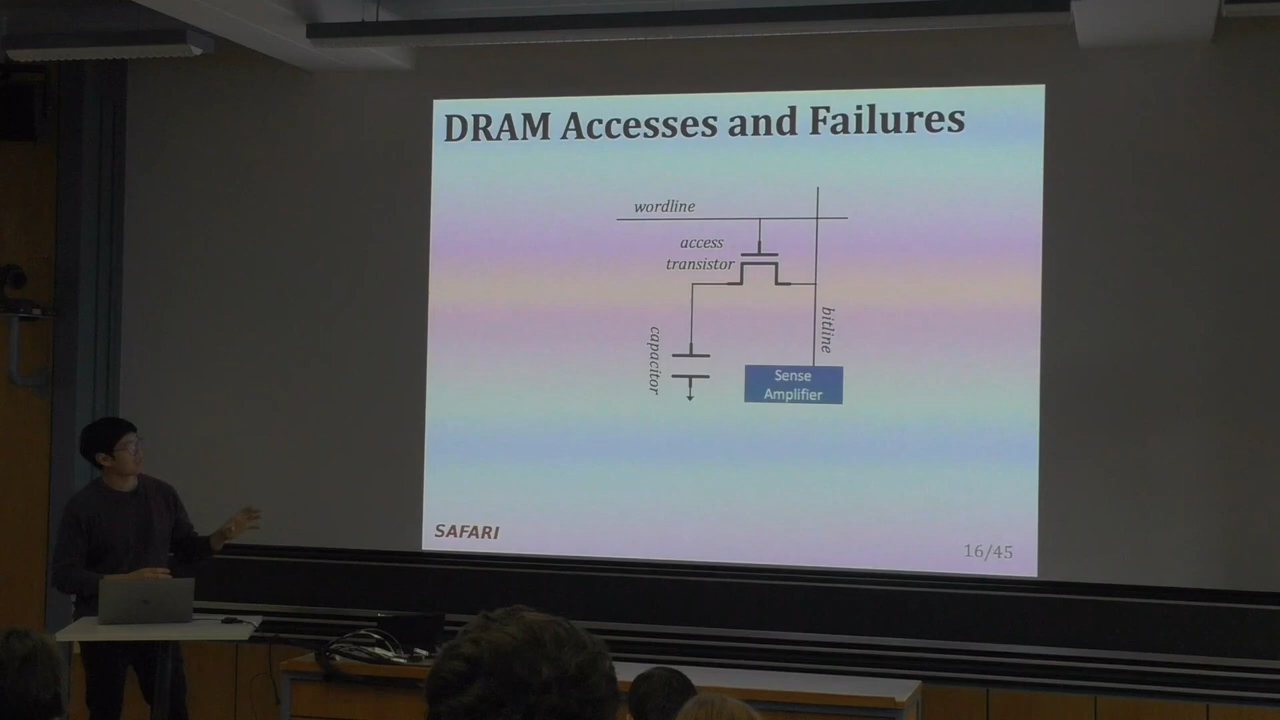 DRAM Accesses and Failures
wordline
access
transistor
bitline
capacitor
Sense
Amplifier
SAFARI
16/45